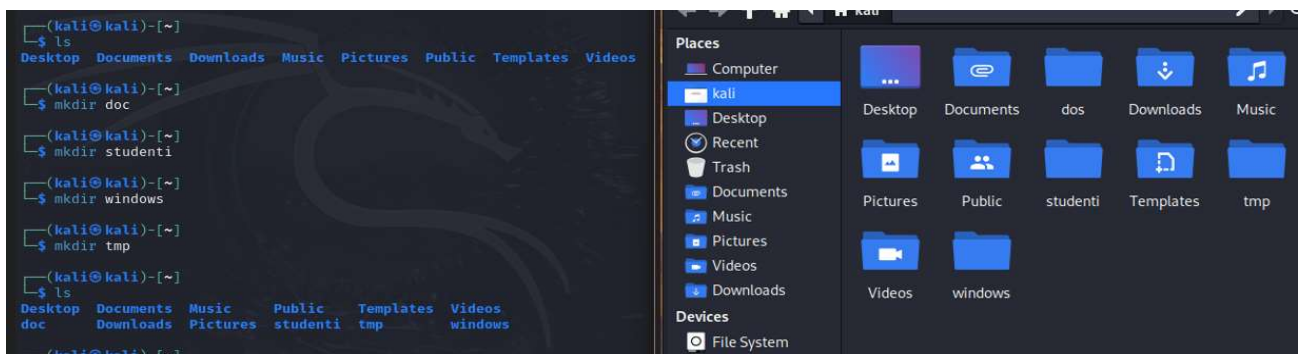 (kali㉿kali)-[~]
$ ls
Desktop Documents Downloads Music Pictures Public Templates Videos
(kali㉿kali)-[~]
$ mkdir doc
(kali㉿kali)-[~]
$ mkdir studenti
(kali㉿kali)-[~]
$ mkdir windows
(kali㉿kali)-[~]
$ mkdir tmp
(kali㉿kali)-[~]
$ ls
Desktop Documents Music Public Templates Videos
doc Downloads Pictures studenti tmp windows
(kali㉿kali)-[~]
kali
Places
Computer
kali
Desktop
Recent
Trash
Documents
Music
Pictures
Videos
Downloads
Devices
File System
Desktop Documents dos Downloads Music
Pictures Public studenti Templates tmp
Videos windows